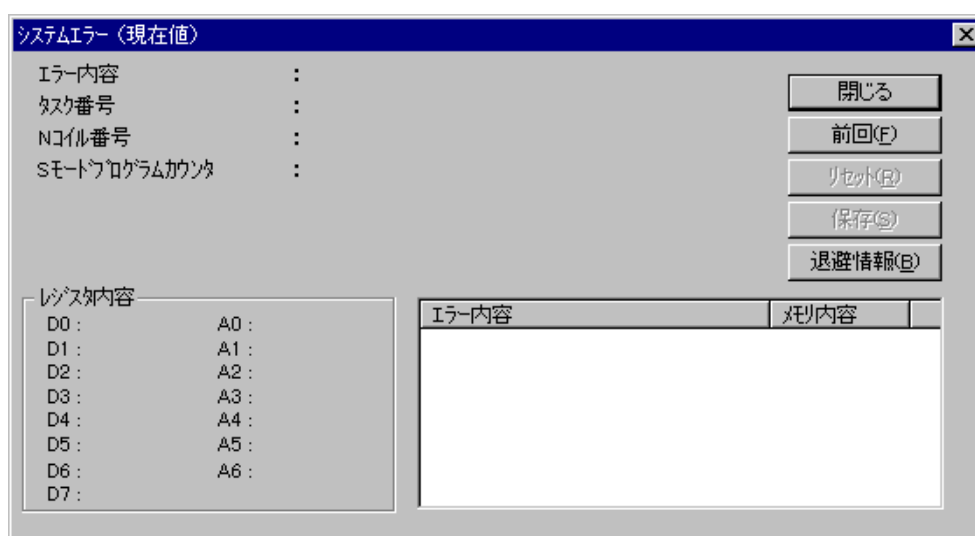 システムエラー（現在値）
エラー内容 :
タスク番号 :
Nコイル番号 :
Sモードプログラムカウンタ :
閉じる
前回(F)
リセット(R)
保存(S)
退避情報(B)
レジスタ内容
D0 : A0 :
D1 : A1 :
D2 : A2 :
D3 : A3 :
D4 : A4 :
D5 : A5 :
D6 : A6 :
D7 :
エラー内容 メモリ内容